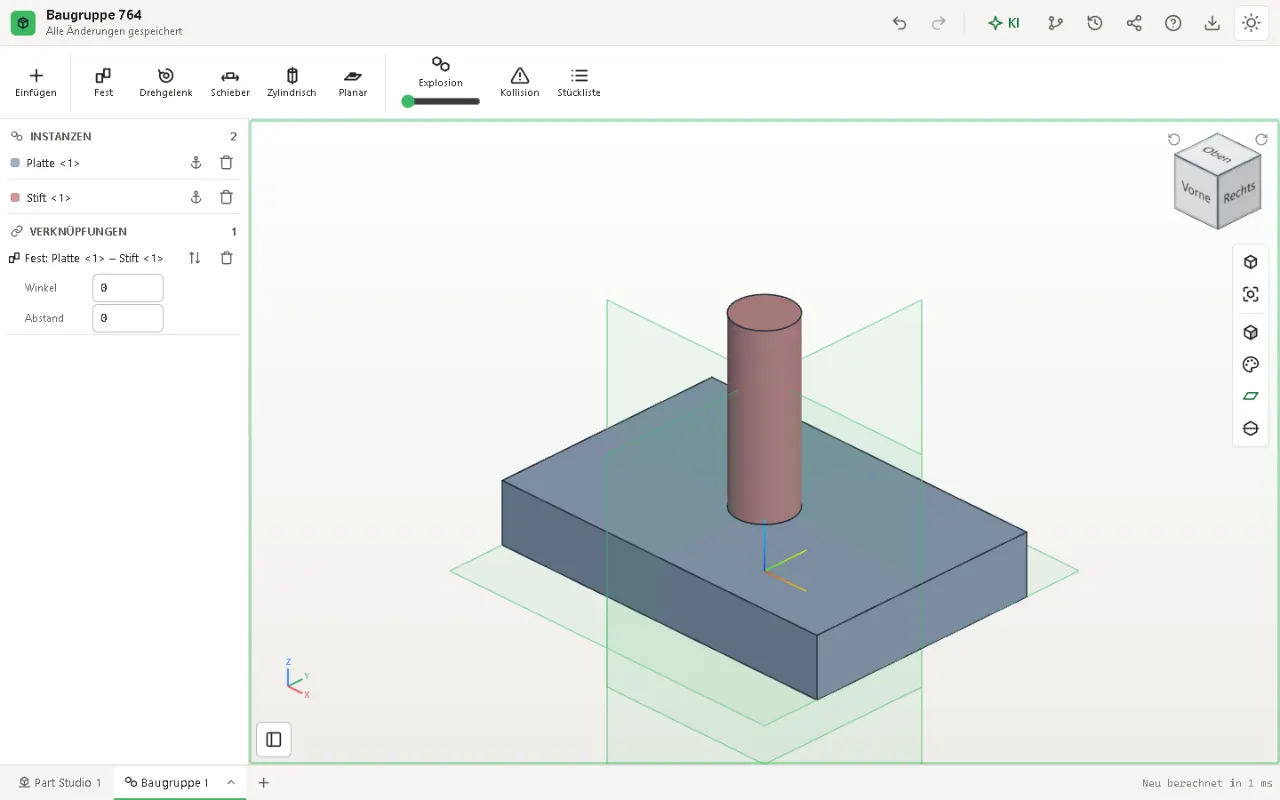 Baugruppe 764
Alle Änderungen gespeichert
KI
Einfügen
Fest
Drehgelenk
Schieber
Zylindrisch
Planar
Explosion
Kollision
Stückliste
INSTANZEN 2
Platte <1>
Stift <1>
VERKNÜPFUNGEN 1
Fest: Platte <1> – Stift <1>
Winkel 0
Abstand 0
Oben
Vorne
Rechts
Z
Y
X
Part Studio 1
Baugruppe 1
Neu berechnet in 1 ms